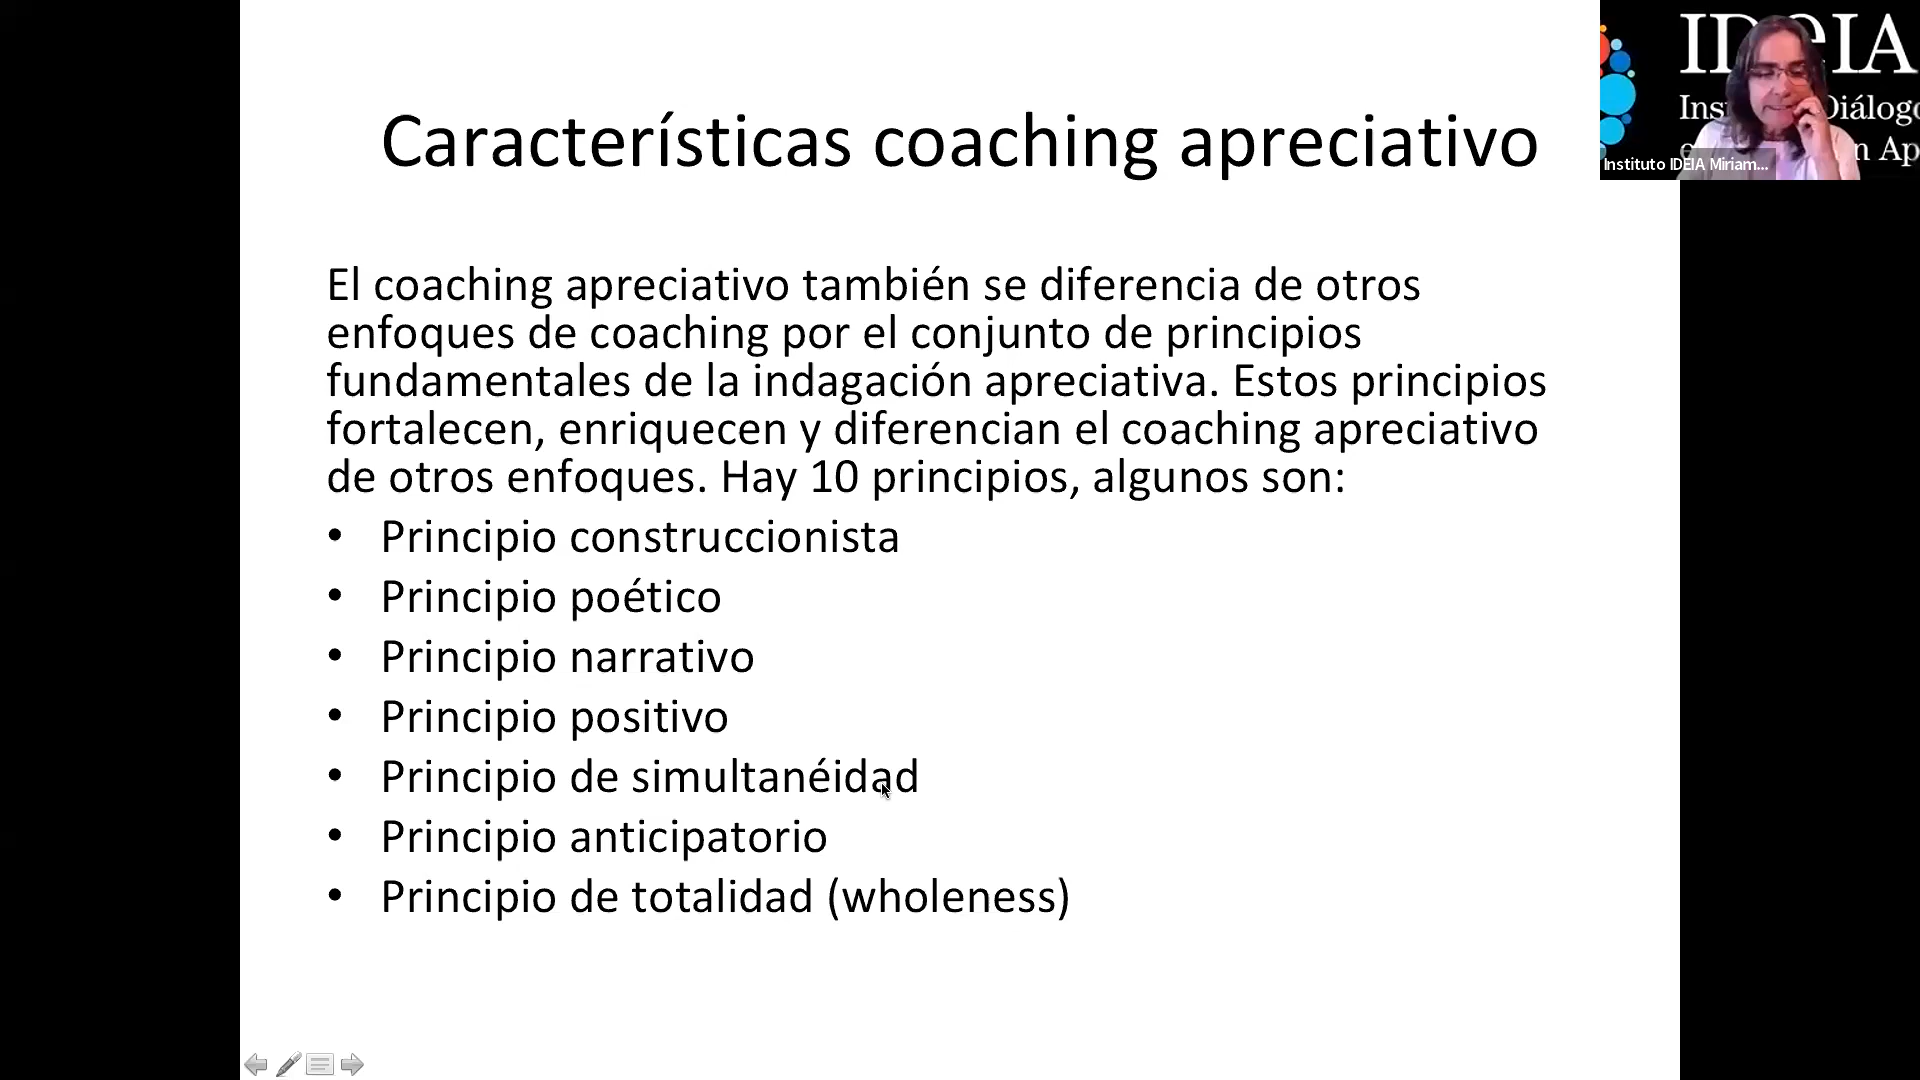 Características coaching apreciativo
El coaching apreciativo también se diferencia de otros
enfoques de coaching por el conjunto de principios
fundamentales de la indagación apreciativa. Estos principios
fortalecen, enriquecen y diferencian el coaching apreciativo
de otros enfoques. Hay 10 principios, algunos son:
• Principio construccionista
• Principio poético
• Principio narrativo
• Principio positivo
• Principio de simultanéidad
• Principio anticipatorio
• Principio de totalidad (wholeness)
IDeIA
Diálogo
n Ap
Instituto IDEIA Miriam...